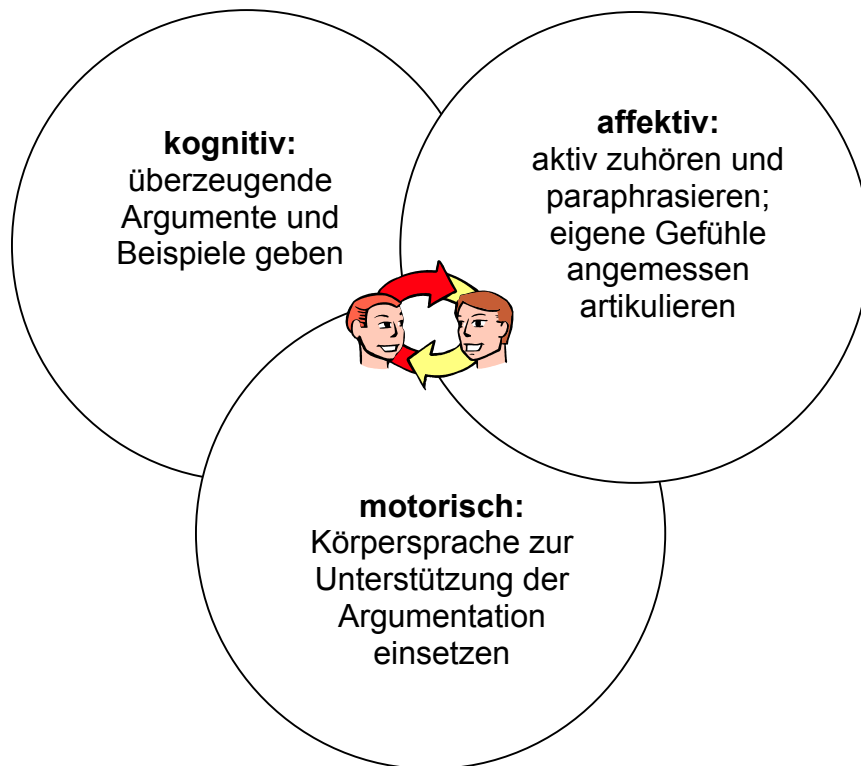 kognitiv:
überzeugende
Argumente und
Beispiele geben
affektiv:
aktiv zuhören und
paraphrasieren;
eigene Gefühle
angemessen
artikulieren
motorisch:
Körpersprache zur
Unterstützung der
Argumentation
einsetzen